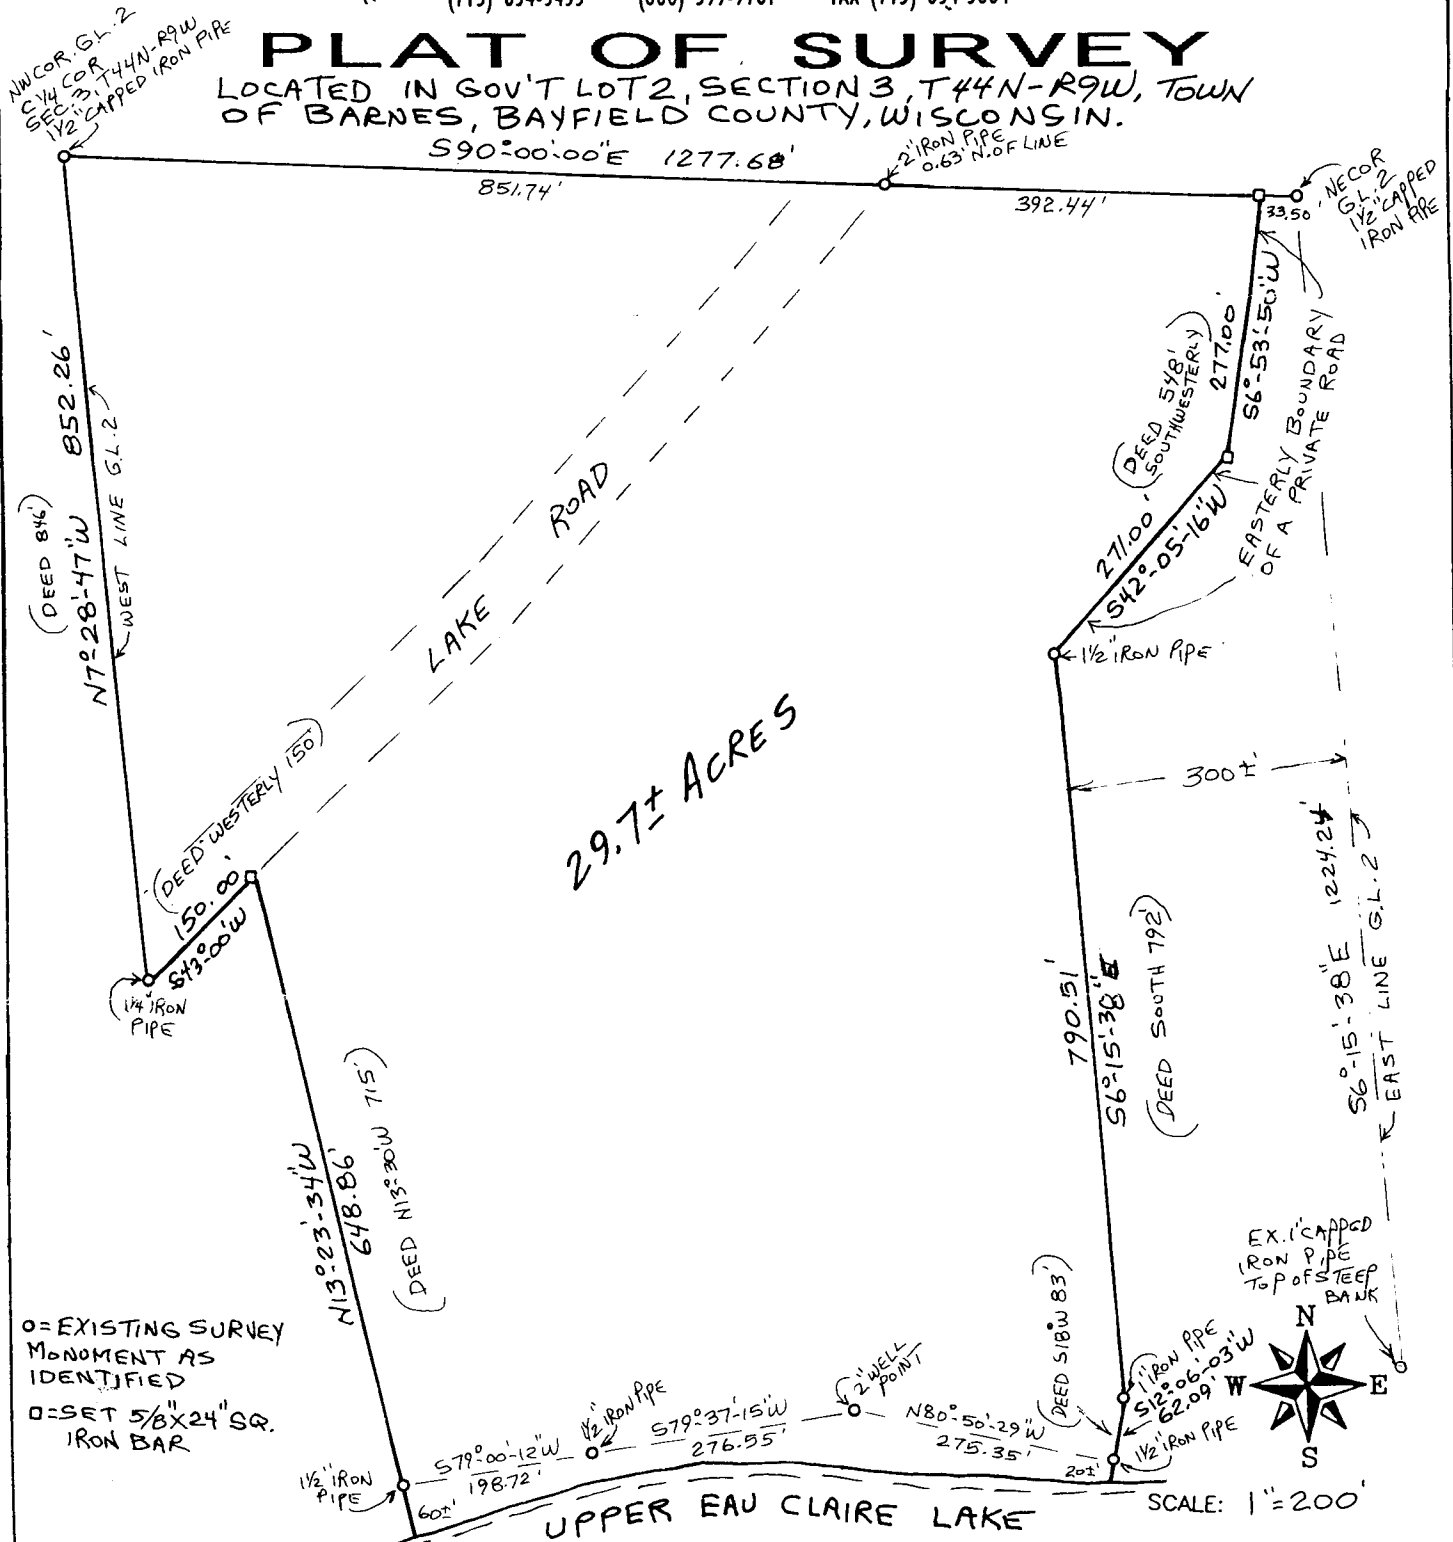 PLAT OF SURVEY
LOCATED IN GOV'T LOT 2, SECTION 3, T44N-R9W, TOWN
OF BARNES, BAYFIELD COUNTY, WISCONSIN.
NW COR. G.L. 2
C 1/4 COR
SEC. 3, T44N-R9W
1 1/2" CAPPED IRON PIPE
S90°-00'-00"E 1277.68'
851.74'
2" IRON PIPE
0.63' N. OF LINE
392.44'
33.50
NE COR
G.L. 2
1 1/2" CAPPED
IRON PIPE
277.00'
S6°-53'-50"W
(DEED 548'
SOUTHWESTERLY)
EASTERLY BOUNDARY
OF A PRIVATE ROAD
271.00'
S42°-05'-16"W
1 1/2" IRON PIPE
852.26'
N7°-28'-47"W
(DEED 846')
WEST LINE G.L. 2
LAKE ROAD
29.7± ACRES
300±'
(DEED WESTERLY 150')
150.00'
S43°-00'W
1 1/4" IRON
PIPE
790.51'
S6°-15'-38"E
(DEED SOUTH 792')
S6°-15'-38"E 1224.24'
EAST LINE G.L. 2
N13°-23'-34"W
648.86'
(DEED N13°-30'W 715')
EX. 1" CAPPED
IRON PIPE
TOP OF STEEP
BANK
O=EXISTING SURVEY
MONUMENT AS
IDENTIFIED
□=SET 5/8"X24" SQ.
IRON BAR
1 1/2" IRON
PIPE
60±'
S79°-00'-12"W
198.72'
1/2" IRON PIPE
S79°-37'-15"W
276.55'
2" WELL
POINT
N80°-50'-29"W
275.35'
20±'
(DEED S18°W 83')
1" IRON PIPE
S12°-06'-03"W
62.09'
1 1/2" IRON PIPE
N
W
E
S
UPPER EAU CLAIRE LAKE
SCALE: 1"=200'